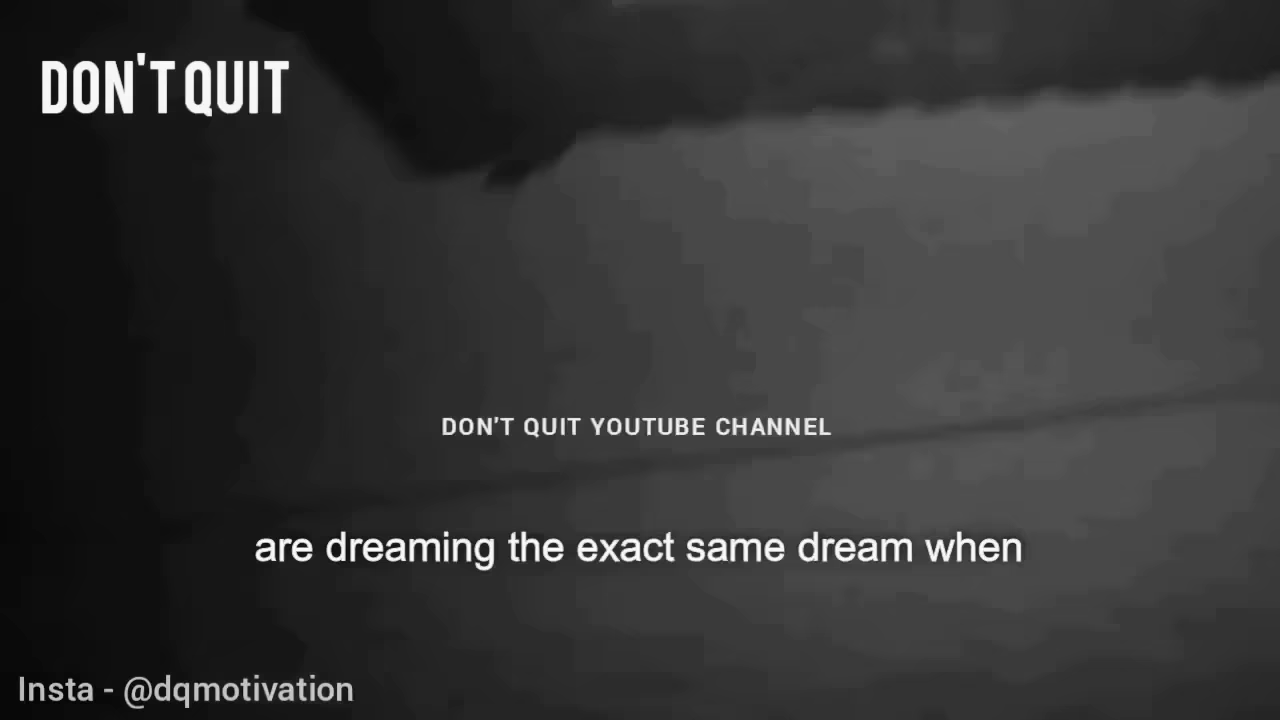 DON'T QUIT
DON'T QUIT YOUTUBE CHANNEL
are dreaming the exact same dream when
Insta - @dqmotivation